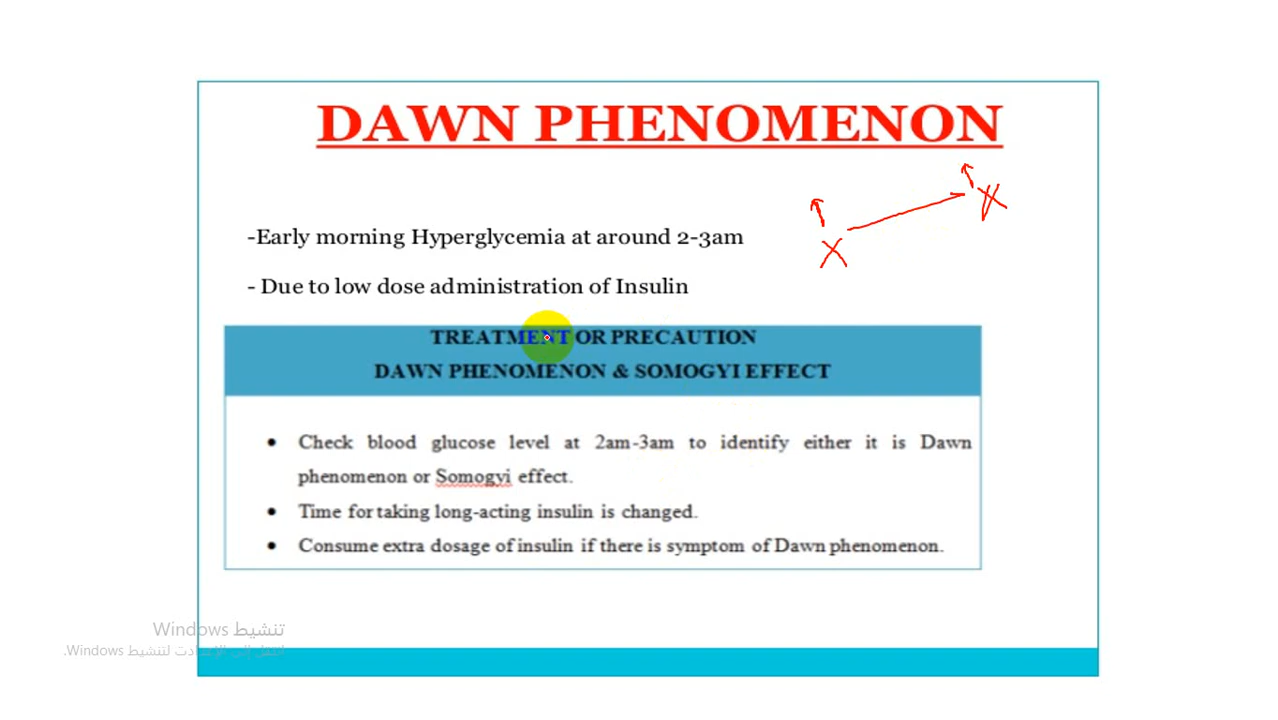 DAWN PHENOMENON
X
X
-Early morning Hyperglycemia at around 2-3am
- Due to low dose administration of Insulin
TREATMENT OR PRECAUTION
DAWN PHENOMENON & SOMOGYI EFFECT
• Check blood glucose level at 2am-3am to identify either it is Dawn
phenomenon or Somogyi effect.
• Time for taking long-acting insulin is changed.
• Consume extra dosage of insulin if there is symptom of Dawn phenomenon.
تنشيط Windows
انتقل إلى الإعدادات لتنشيط Windows.